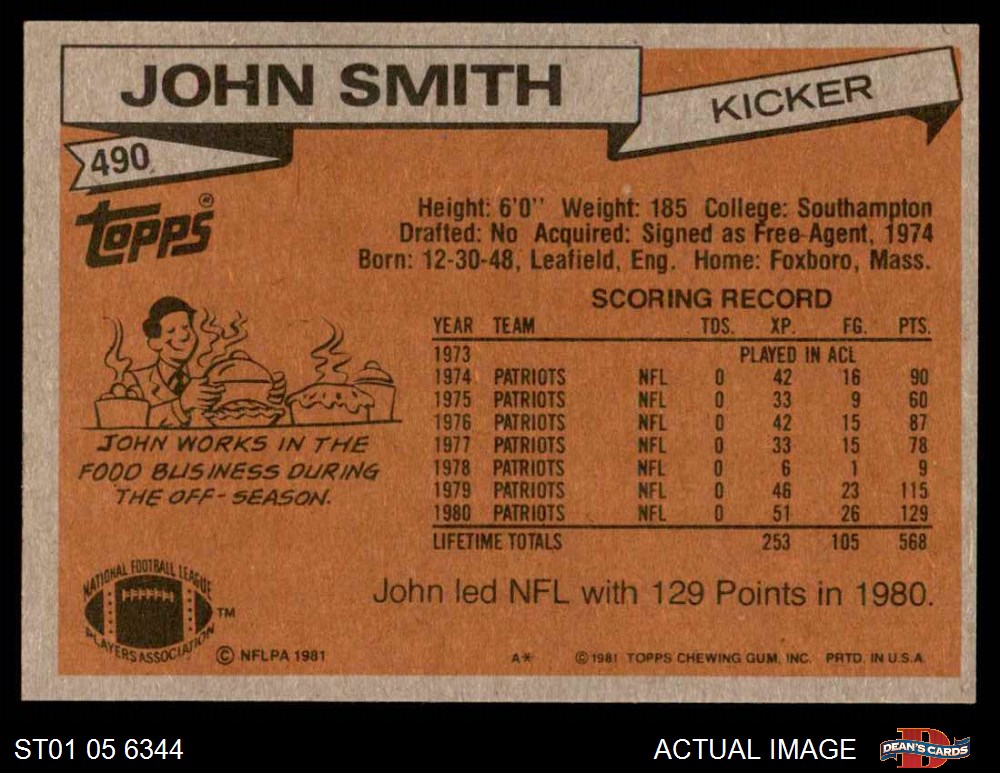 JOHN SMITH
KICKER
490
topps®
Height: 6'0'' Weight: 185 College: Southampton
Drafted: No Acquired: Signed as Free-Agent, 1974
Born: 12-30-48, Leafield, Eng. Home: Foxboro, Mass.
SCORING RECORD
YEAR TEAM TDS. XP. FG. PTS.
1973 PLAYED IN ACL
1974 PATRIOTS NFL 0 42 16 90
1975 PATRIOTS NFL 0 33 9 60
1976 PATRIOTS NFL 0 42 15 87
1977 PATRIOTS NFL 0 33 15 78
1978 PATRIOTS NFL 0 6 1 9
1979 PATRIOTS NFL 0 46 23 115
1980 PATRIOTS NFL 0 51 26 129
LIFETIME TOTALS 253 105 568
JOHN WORKS IN THE
FOOD BUSINESS DURING
THE OFF-SEASON.
John led NFL with 129 Points in 1980.
NATIONAL FOOTBALL LEAGUE
PLAYERS ASSOCIATION
TM
© NFLPA 1981
A* © 1981 TOPPS CHEWING GUM, INC. PRTD. IN U.S.A.
ST01 05 6344
ACTUAL IMAGE
D
DEAN'S CARDS